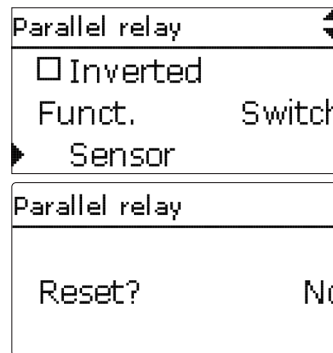 Parallel relay
Inverted
Funct. Switch
Sensor
Parallel relay
Reset? No